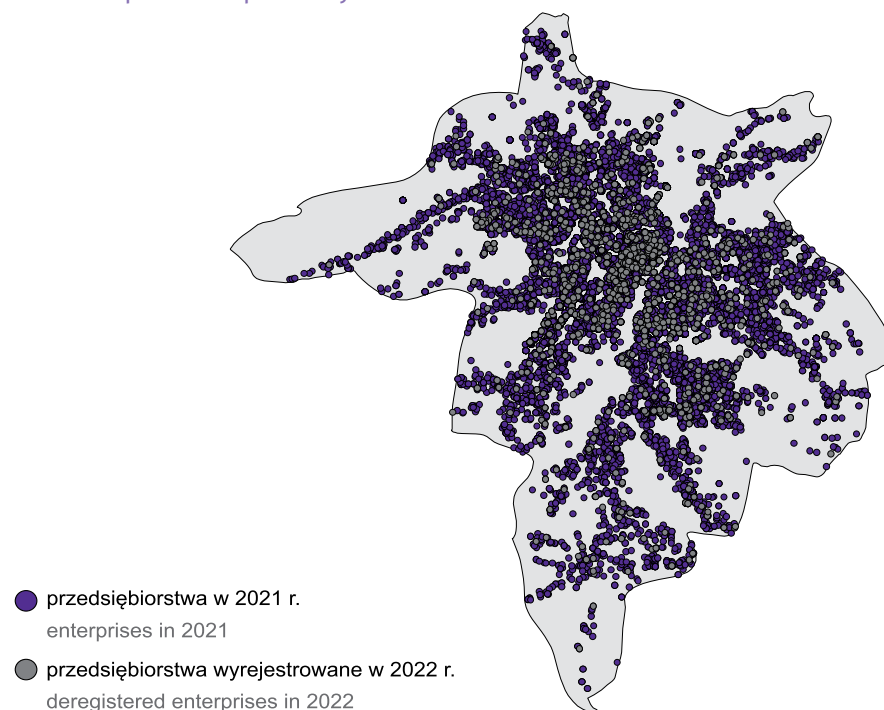 przedsiębiorstwa w 2021 r.
enterprises in 2021
przedsiębiorstwa wyrejestrowane w 2022 r.
deregistered enterprises in 2022